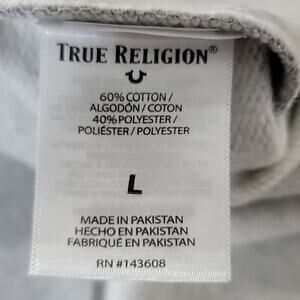 TRUE RELIGION®
60% COTTON/
ALGODÓN / COTON
40% POLYESTER/
POLIÉSTER / POLYESTER
L
MADE IN PAKISTAN
HECHO EN PAKISTAN
FABRIQUÉ EN PAKISTAN
RN #143608